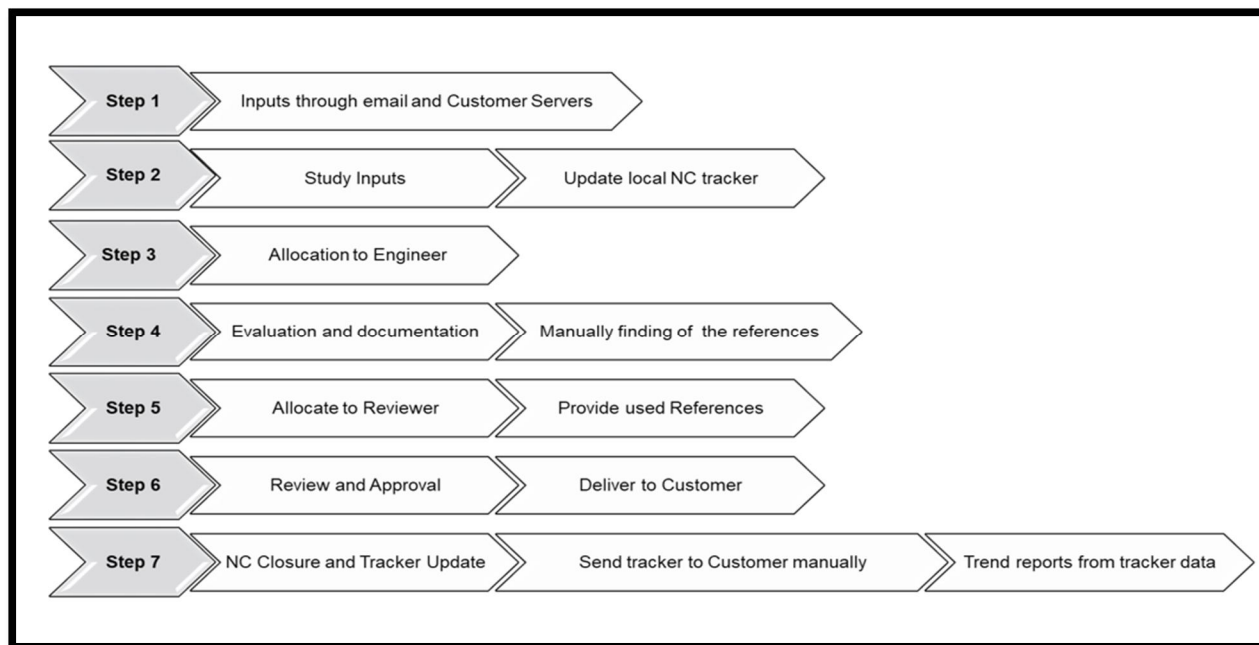 Step 1 Inputs through email and Customer Servers
Step 2 Study Inputs Update local NC tracker
Step 3 Allocation to Engineer
Step 4 Evaluation and documentation Manually finding of the references
Step 5 Allocate to Reviewer Provide used References
Step 6 Review and Approval Deliver to Customer
Step 7 NC Closure and Tracker Update Send tracker to Customer manually Trend reports from tracker data